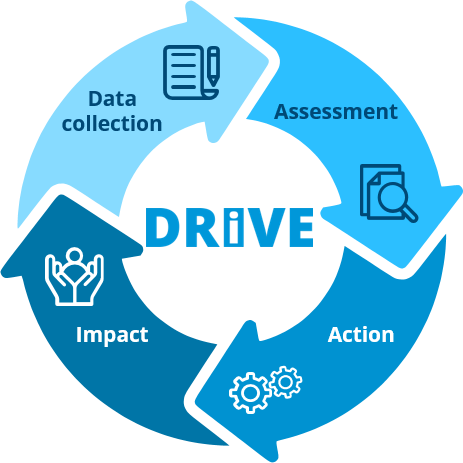 Data
collection
Assessment
DRiVE
Impact
Action